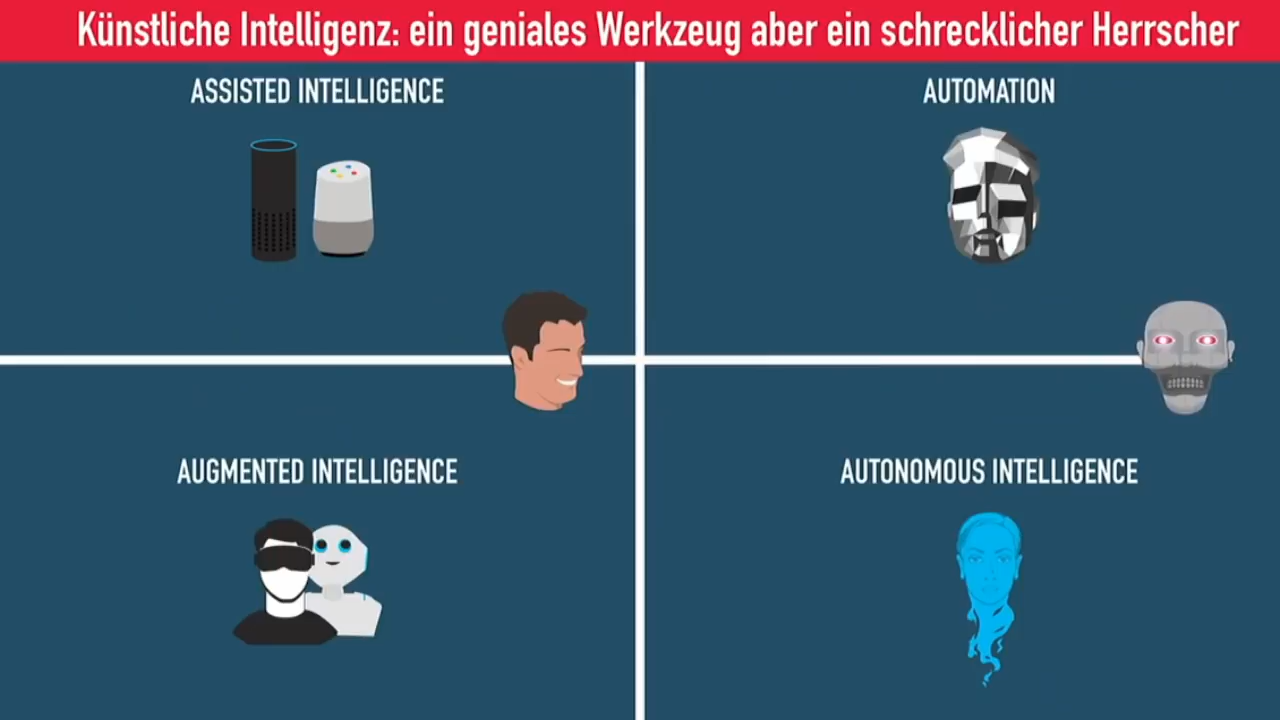 Künstliche Intelligenz: ein geniales Werkzeug aber ein schrecklicher Herrscher
ASSISTED INTELLIGENCE
AUTOMATION
AUGMENTED INTELLIGENCE
AUTONOMOUS INTELLIGENCE